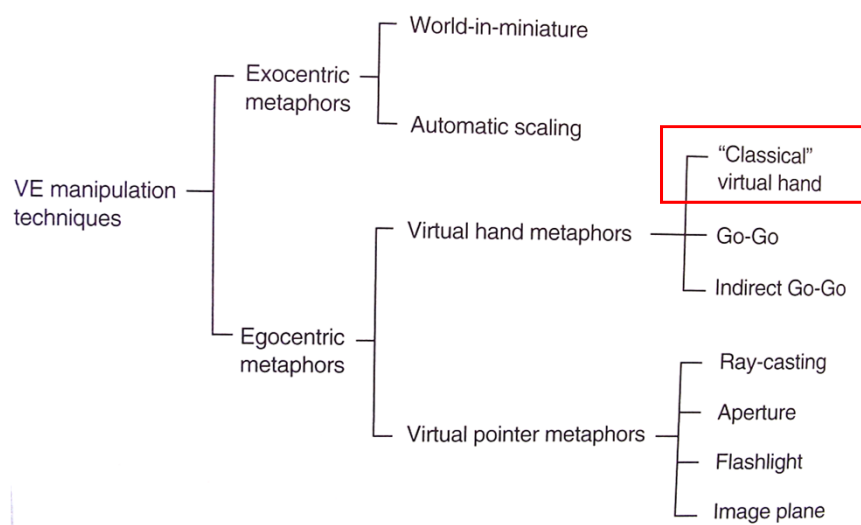 World-in-miniature
Exocentric
metaphors
Automatic scaling
“Classical”
virtual hand
VE manipulation
techniques
Virtual hand metaphors
Go-Go
Indirect Go-Go
Egocentric
metaphors
Ray-casting
Aperture
Virtual pointer metaphors
Flashlight
Image plane